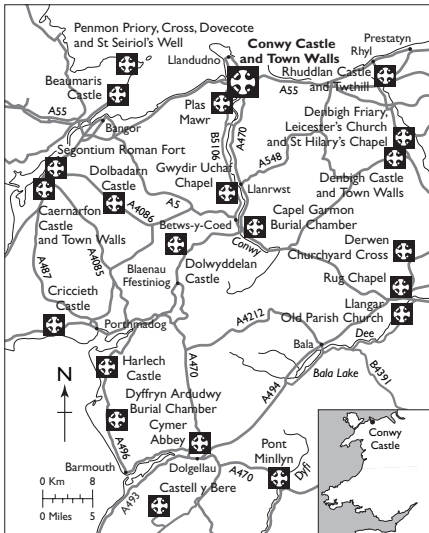 Penmon Priory, Cross, Dovecote
and St Seiriol's Well
Llandudno
Conwy Castle
and Town Walls
Prestatyn
Rhyl
Rhuddlan Castle
and Twthill
Beaumaris
Castle
A55
A55
Plas
Mawr
Bangor
B5106
A470
Denbigh Friary,
Leicester's Church
and St Hilary's Chapel
Segontium Roman Fort
Dolbadarn
Castle
Gwydir Uchaf
Chapel
A548
Llanrwst
Denbigh Castle
and Town Walls
A5
A4086
Caernarfon
Castle
and Town Walls
Betws-y-Coed
Capel Garmon
Burial Chamber
Conwy
Derwen
Churchyard Cross
A487
A4085
Dolwyddelan
Castle
Blaenau
Ffestiniog
Rug Chapel
Criccieth
Castle
Llangar
Old Parish Church
A4212
Porthmadog
Dee
Bala
Bala Lake
B4391
N
Harlech
Castle
A470
A494
Dyffryn Ardudwy
Burial Chamber
Cymer
Abbey
A496
Conwy
Castle
Pont
Minllyn
Dyfi
Barmouth
Dolgellau
A470
0 Km 8
0 Miles 5
A493
Castell y Bere